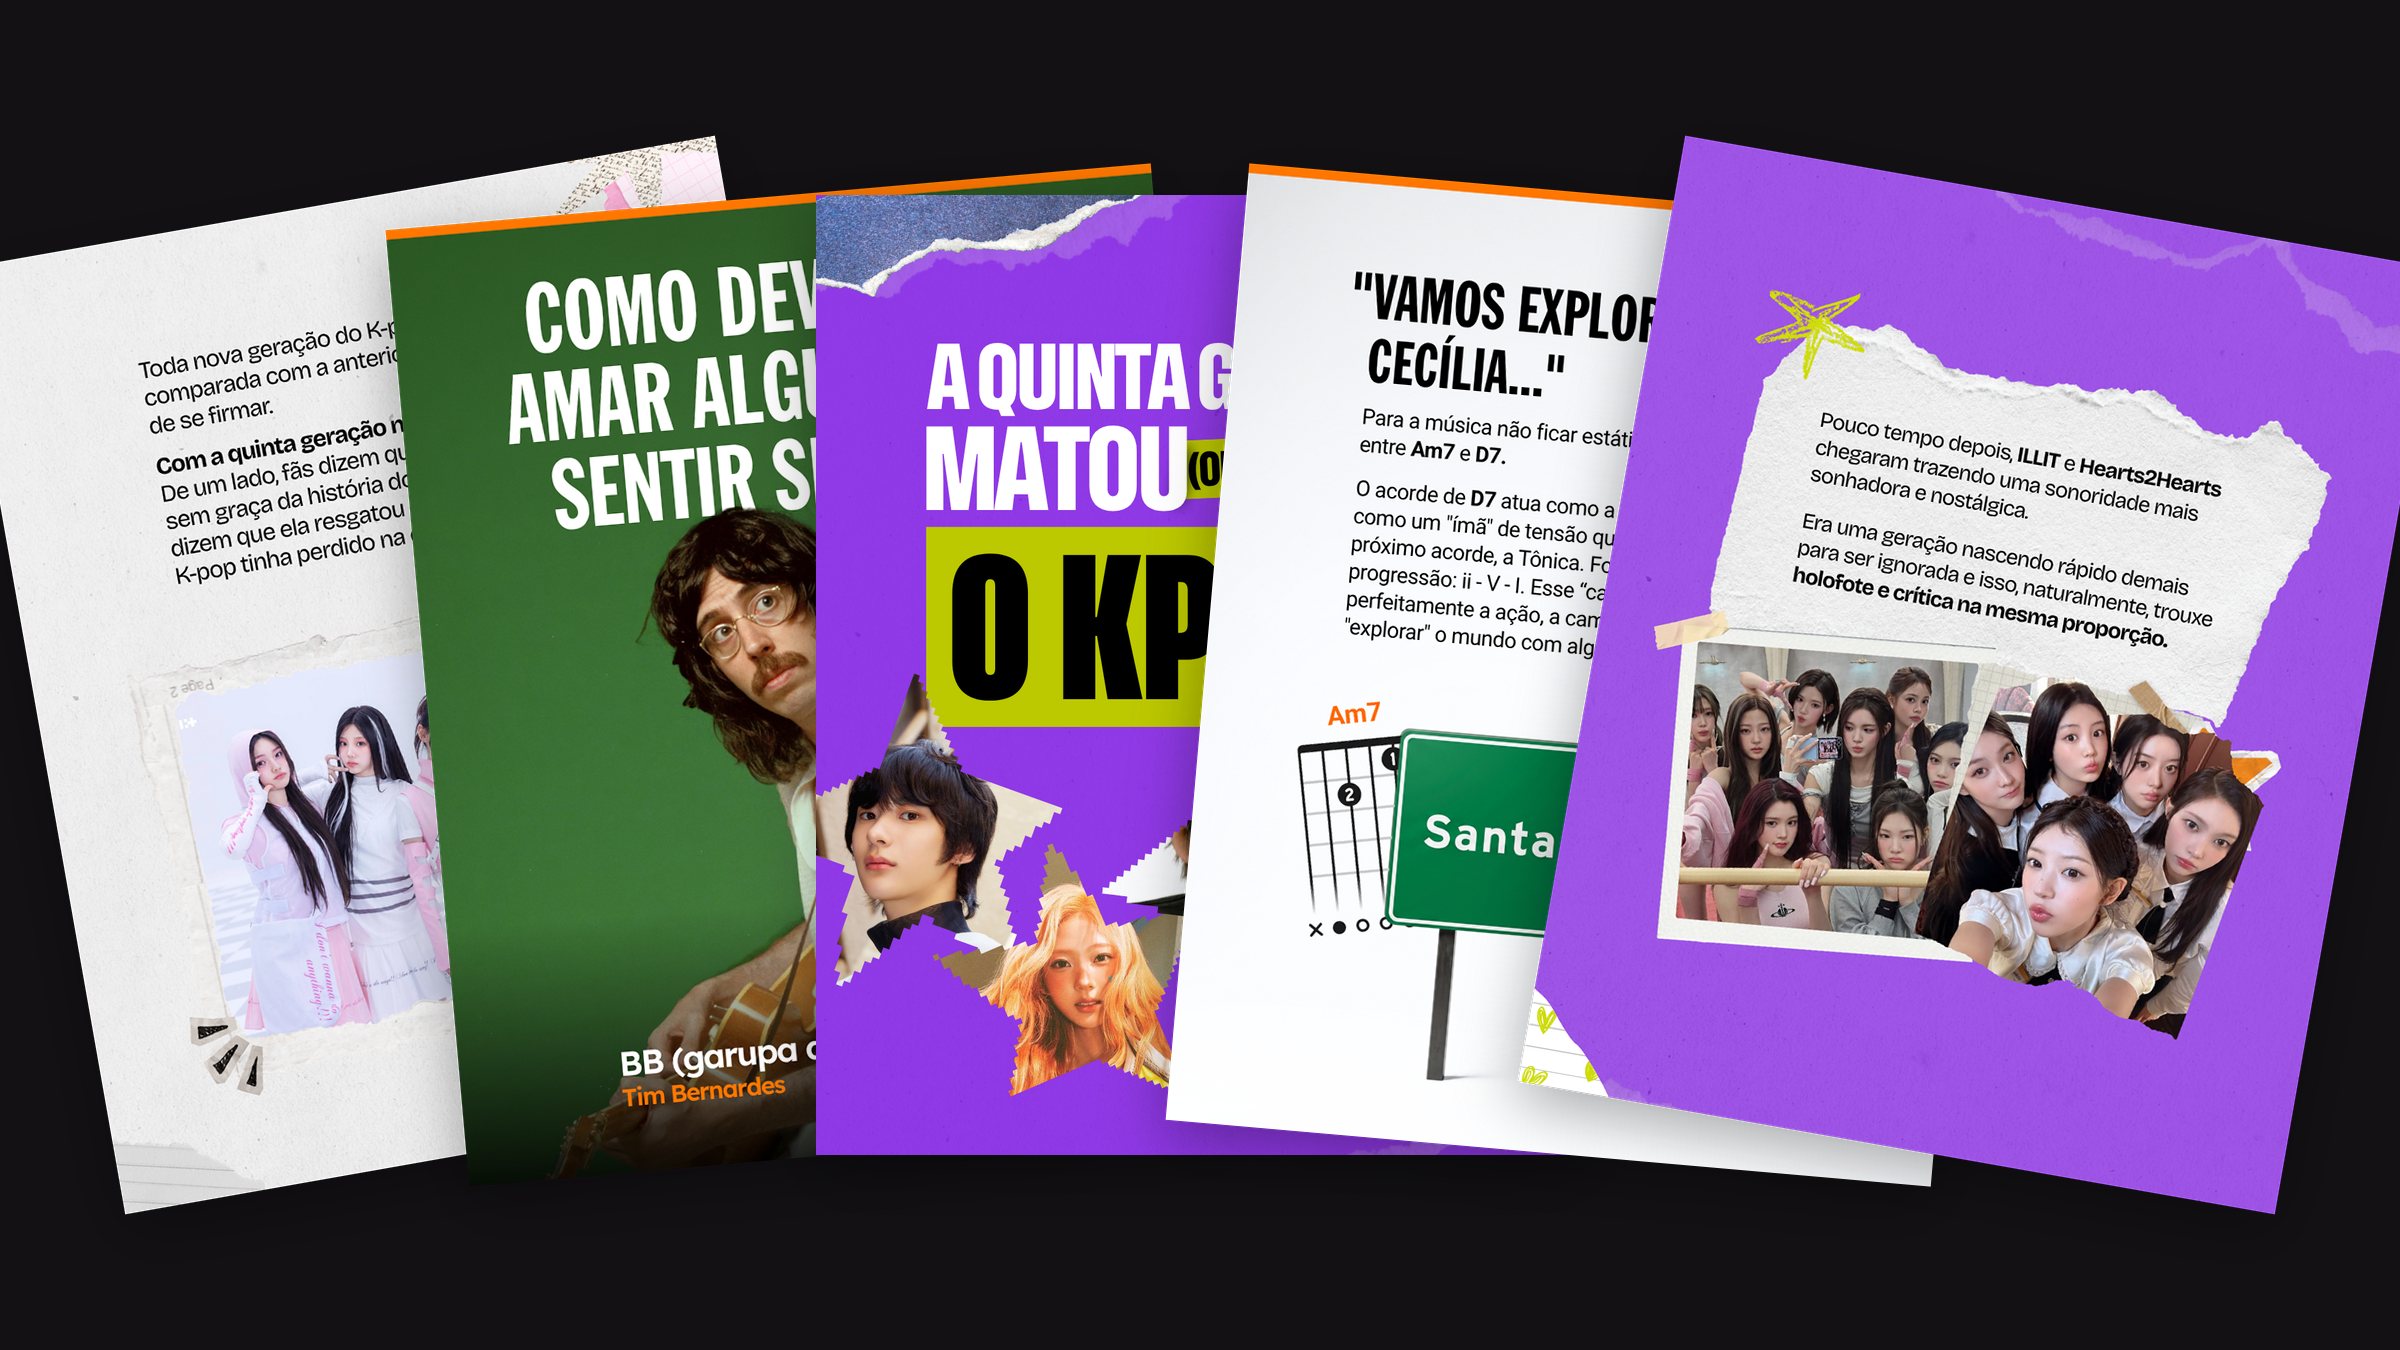 Toda nova geração do K-p
comparada com a anterio
de se firmar.
Com a quinta geração n
De um lado, fãs dizem qu
sem graça da história do
dizem que ela resgatou
K-pop tinha perdido na
Page 2
I don't wanna be
anything!!!
COMO DEV
AMAR ALGU
SENTIR S
BB (garupa
Tim Bernardes
A QUINTA G
MATOU (O
O KP
"VAMOS EXPLOR
CECÍLIA..."
Para a música não ficar estáti
entre Am7 e D7.
O acorde de D7 atua como a
como um "ímã" de tensão qu
próximo acorde, a Tônica. Fo
progressão: ii - V - I. Esse “ca
perfeitamente a ação, a cam
"explorar" o mundo com alg
Am7
1
2
Santa
Pouco tempo depois, ILLIT e Hearts2Hearts
chegaram trazendo uma sonoridade mais
sonhadora e nostálgica.
Era uma geração nascendo rápido demais
para ser ignorada e isso, naturalmente, trouxe
holofote e crítica na mesma proporção.